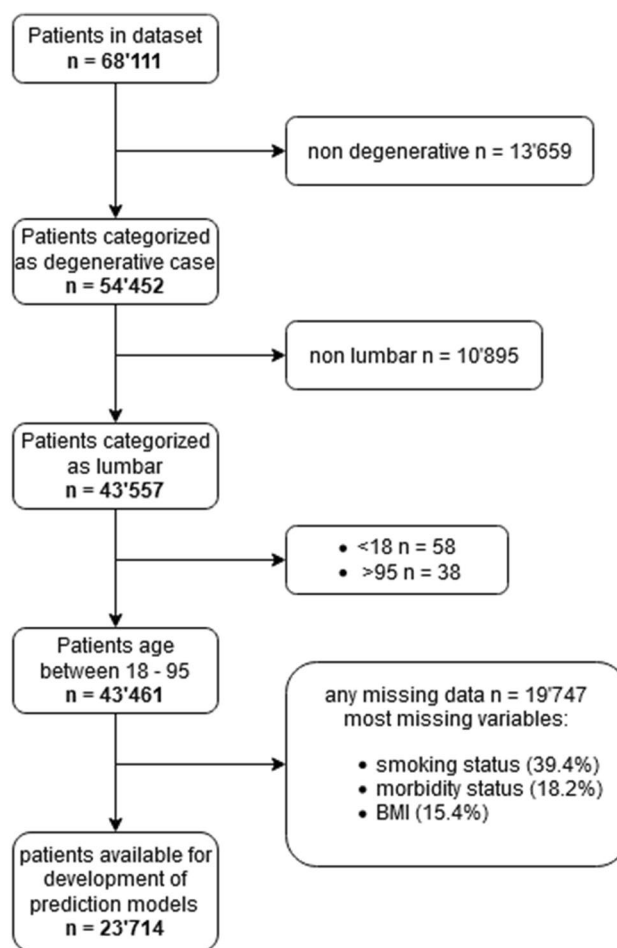 Patients in dataset
n = 68'111
non degenerative n = 13'659
Patients categorized
as degenerative case
n = 54'452
non lumbar n = 10'895
Patients categorized
as lumbar
n = 43'557
• <18 n = 58
• >95 n = 38
Patients age
between 18 - 95
n = 43'461
any missing data n = 19'747
most missing variables:
• smoking status (39.4%)
• morbidity status (18.2%)
• BMI (15.4%)
patients available for
development of
prediction models
n = 23'714